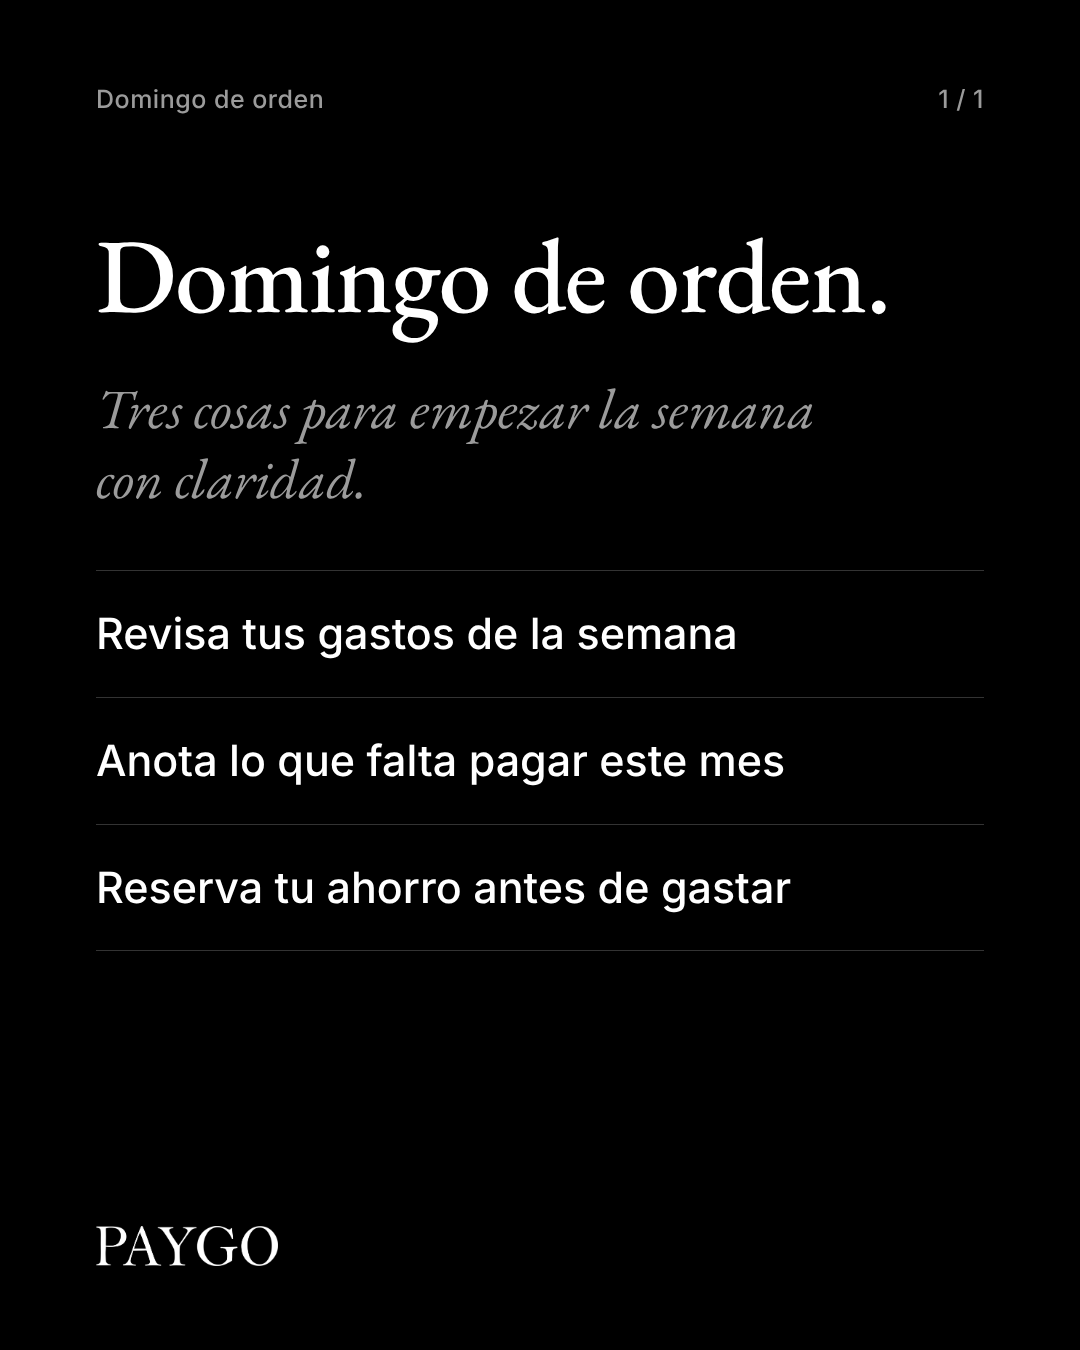 Domingo de orden
1 / 1
Domingo de orden.
Tres cosas para empezar la semana
con claridad.
Revisa tus gastos de la semana
Anota lo que falta pagar este mes
Reserva tu ahorro antes de gastar
PAYGO